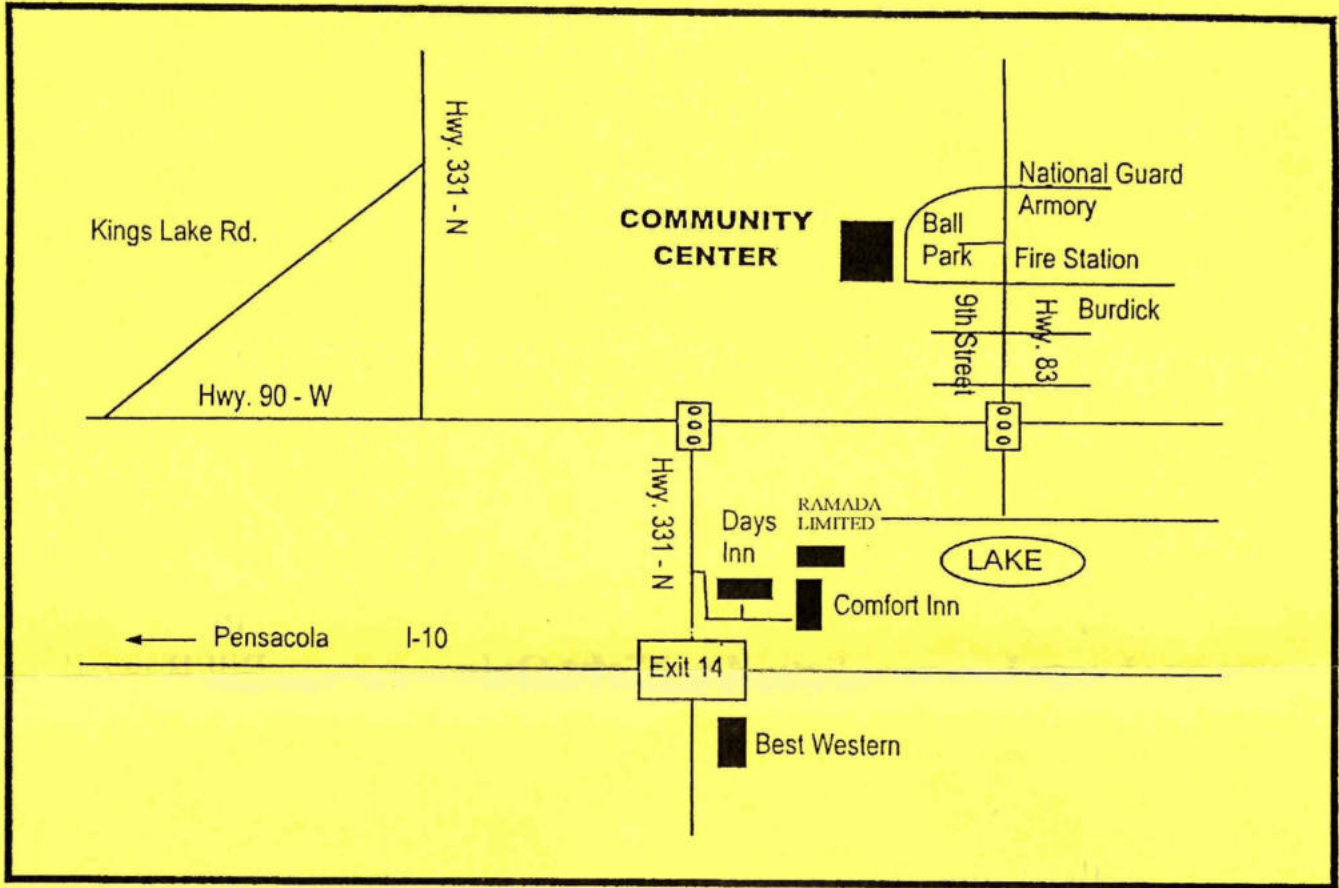 Hwy. 331 - N
National Guard
Armory
COMMUNITY
CENTER
Ball
Park
Kings Lake Rd.
Fire Station
9th Street
Hwy. 83
Burdick
Hwy. 90 - W
Hwy. 331 - N
Days
Inn
RAMADA
LIMITED
LAKE
Comfort Inn
Pensacola I-10
Exit 14
Best Western